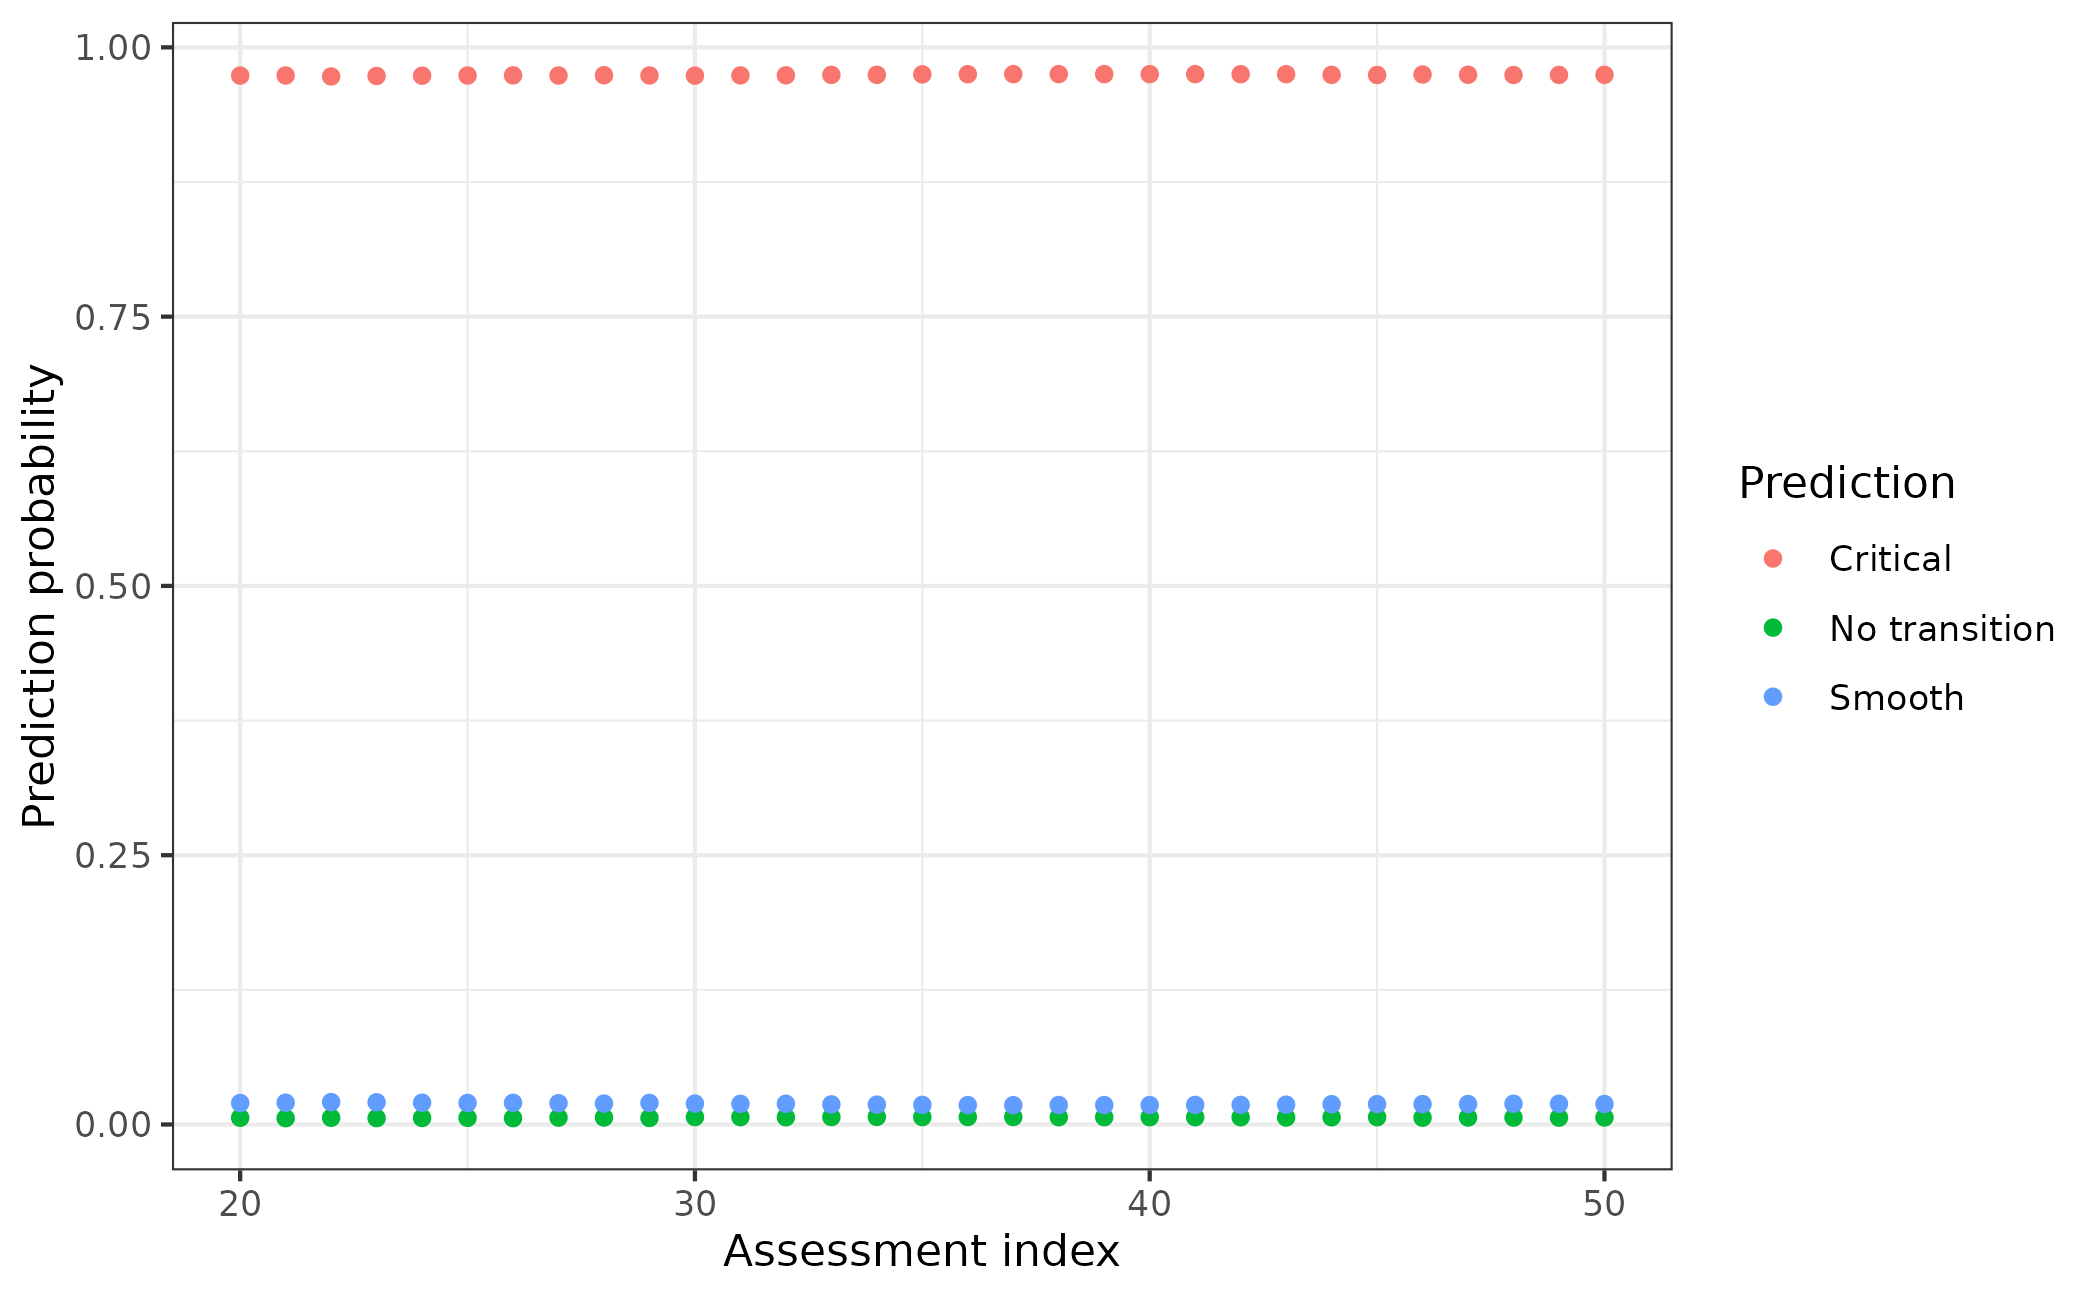 1.00
0.75
0.50
0.25
0.00
Prediction probability
20 30 40 50
Assessment index
Prediction
Critical
No transition
Smooth